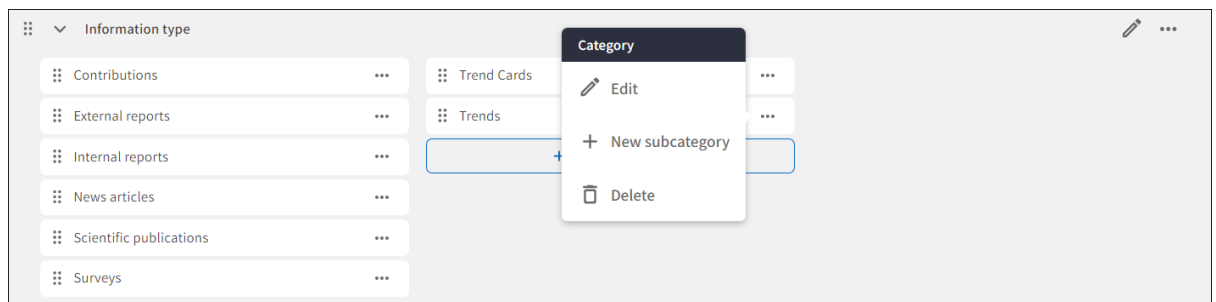 Information type
Contributions
External reports
Internal reports
News articles
Scientific publications
Surveys
Trend Cards
Trends
+
Category
Edit
+ New subcategory
Delete